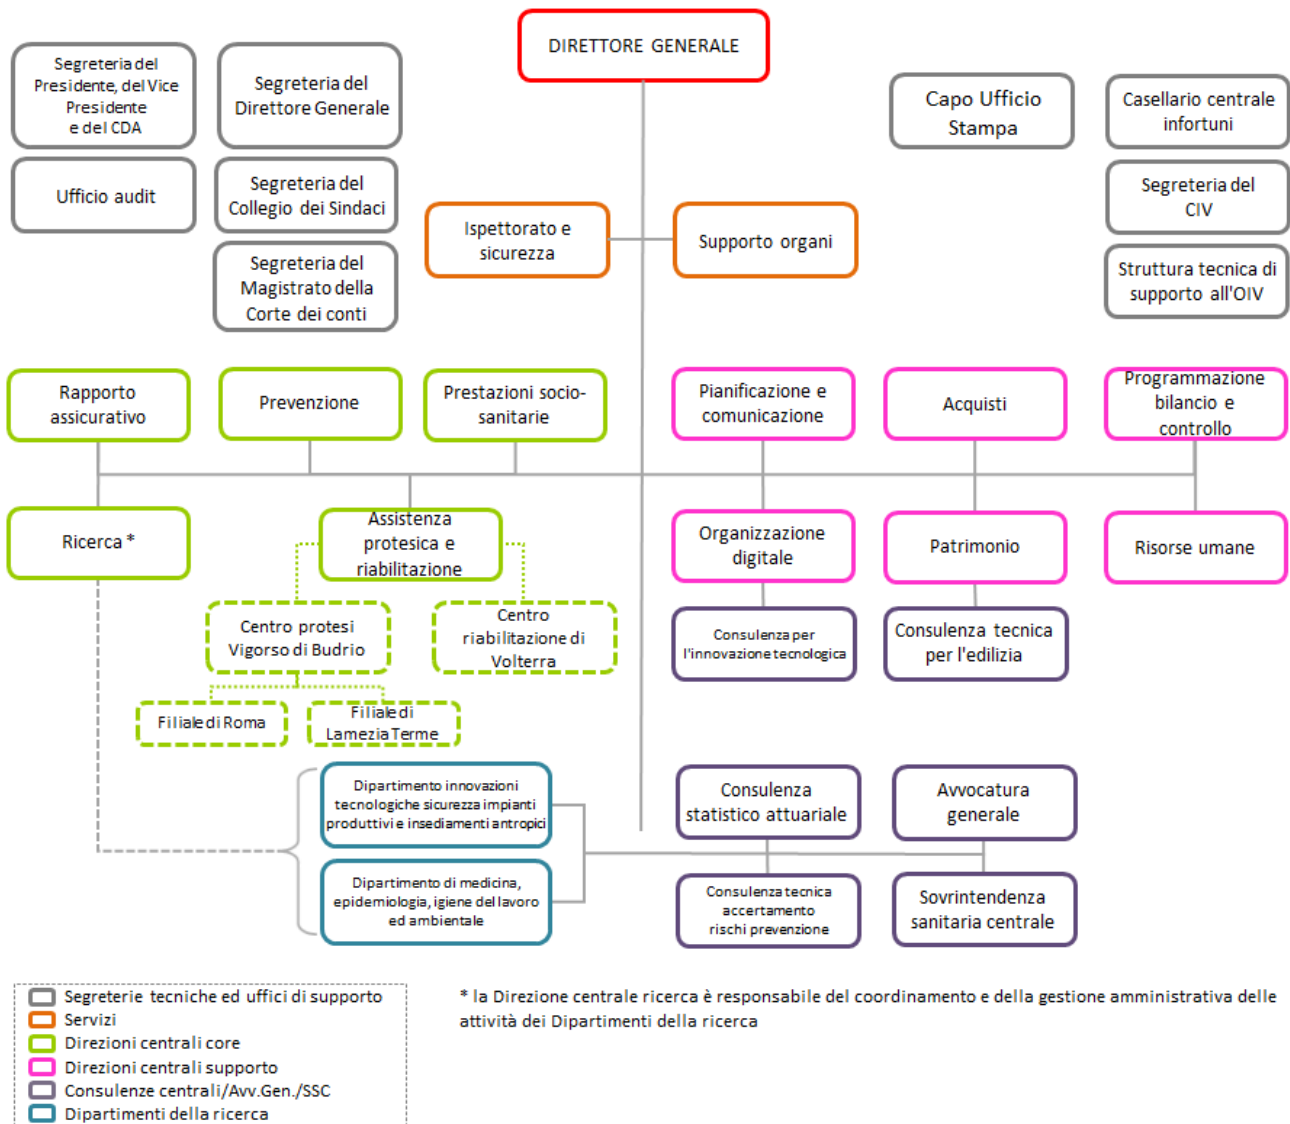 DIRETTORE GENERALE
Segreteria del
Presidente, del Vice
Presidente
e del CDA
Segreteria del
Direttore Generale
Capo Ufficio
Stampa
Casellario centrale
infortuni
Ufficio audit
Segreteria del
Collegio dei Sindaci
Segreteria del
CIV
Ispettorato e
sicurezza
Supporto organi
Segreteria del
Magistrato della
Corte dei conti
Struttura tecnica di
supporto all'OIV
Rapporto
assicurativo
Prevenzione
Prestazioni socio-
sanitarie
Pianificazione e
comunicazione
Acquisti
Programmazione
bilancio e
controllo
Ricerca *
Assistenza
protesica e
riabilitazione
Organizzazione
digitale
Patrimonio
Risorse umane
Centro protesi
Vigorso di Budrio
Centro
riabilitazione di
Volterra
Consulenza per
l'innovazione tecnologica
Consulenza tecnica
per l'edilizia
Filiale di Roma
Filiale di
Lamezia Terme
Dipartimento innovazioni
tecnologiche sicurezza impianti
produttivi e insediamenti antropici
Consulenza
statistico attuariale
Avvocatura
generale
Dipartimento di medicina,
epidemiologia, igiene del lavoro
ed ambientale
Consulenza tecnica
accertamento
rischi prevenzione
Sovrintendenza
sanitaria centrale
Segreterie tecniche ed uffici di supporto
Servizi
Direzioni centrali core
Direzioni centrali supporto
Consulenze centrali/Avv.Gen./SSC
Dipartimenti della ricerca
* la Direzione centrale ricerca è responsabile del coordinamento e della gestione amministrativa delle
attività dei Dipartimenti della ricerca